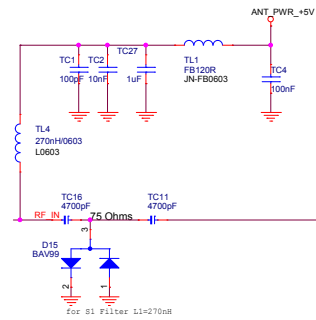 ANT_PWR_+5V
TC1 TC2 TC27
100pF 10nF 1uF
TL1
FB120R
JN-FB0603
TC4
100nF
TL4
270nH/0603
L0603
TC16
4700pF
TC11
4700pF
RF_IN 75 Ohms
3
D15
BAV99
2 1
for S1 Filter L1=270nH